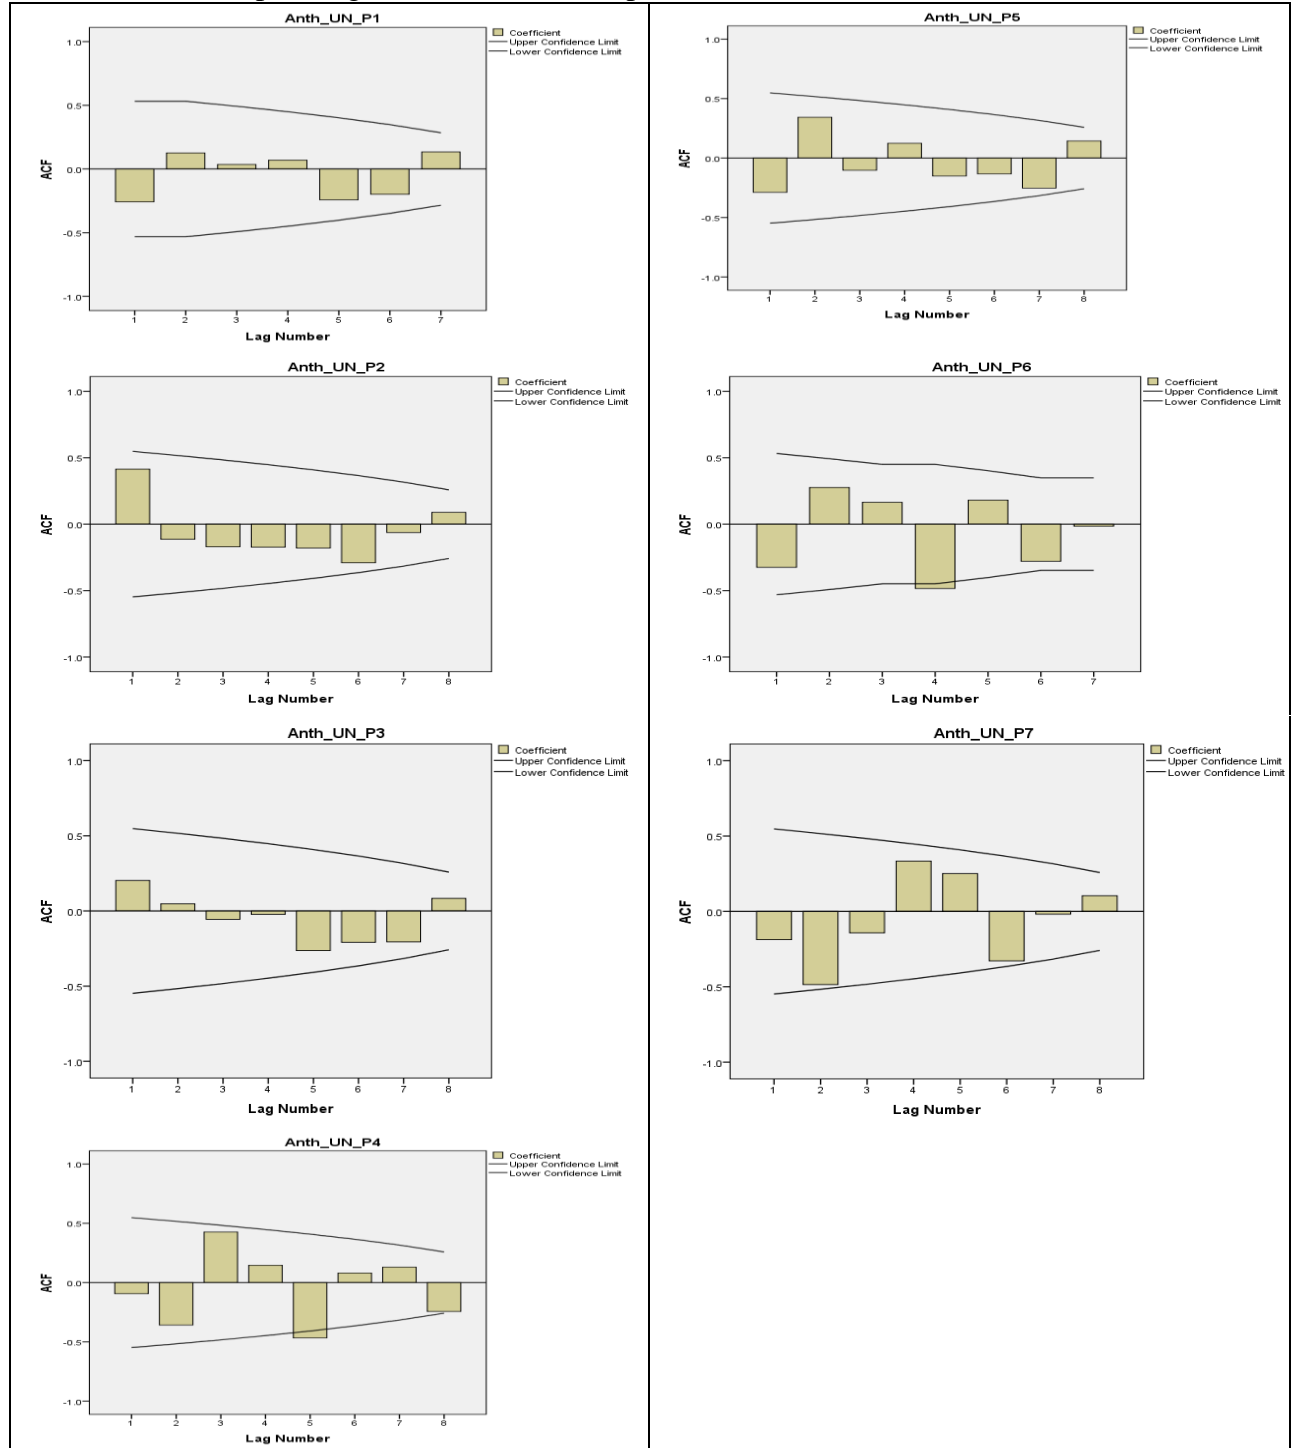 Anth_UN_P1
Coefficient
Upper Confidence Limit
Lower Confidence Limit
1.0
0.5
0.0
-0.5
-1.0
ACF
1 2 3 4 5 6 7
Lag Number
Anth_UN_P2
Coefficient
Upper Confidence Limit
Lower Confidence Limit
1.0
0.5
0.0
-0.5
-1.0
ACF
1 2 3 4 5 6 7 8
Lag Number
Anth_UN_P3
Coefficient
Upper Confidence Limit
Lower Confidence Limit
1.0
0.5
0.0
-0.5
-1.0
ACF
1 2 3 4 5 6 7 8
Lag Number
Anth_UN_P4
Coefficient
Upper Confidence Limit
Lower Confidence Limit
1.0
0.5
0.0
-0.5
-1.0
ACF
1 2 3 4 5 6 7 8
Lag Number
Anth_UN_P5
Coefficient
Upper Confidence Limit
Lower Confidence Limit
1.0
0.5
0.0
-0.5
-1.0
ACF
1 2 3 4 5 6 7 8
Lag Number
Anth_UN_P6
Coefficient
Upper Confidence Limit
Lower Confidence Limit
1.0
0.5
0.0
-0.5
-1.0
ACF
1 2 3 4 5 6 7
Lag Number
Anth_UN_P7
Coefficient
Upper Confidence Limit
Lower Confidence Limit
1.0
0.5
0.0
-0.5
-1.0
ACF
1 2 3 4 5 6 7 8
Lag Number